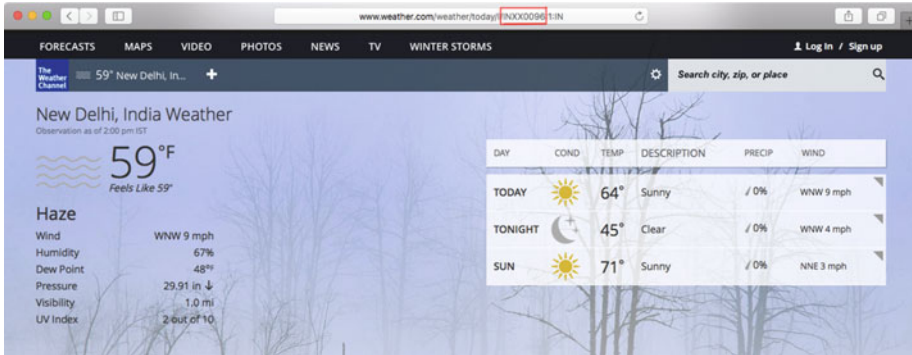 www.weather.com/weather/today/l/INXX0096:1:IN
FORECASTS MAPS VIDEO PHOTOS NEWS TV WINTER STORMS Log In / Sign up
The Weather Channel
59° New Delhi, In... + Search city, zip, or place
New Delhi, India Weather
Observation as of 2:00 pm IST
59°F
Feels Like 59°
Haze
Wind WNW 9 mph
Humidity 67%
Dew Point 48°F
Pressure 29.91 in ↓
Visibility 1.0 mi
UV Index 2 out of 10
DAY COND TEMP DESCRIPTION PRECIP WIND
TODAY 64° Sunny 0% WNW 9 mph
TONIGHT 45° Clear 0% WNW 4 mph
SUN 71° Sunny 0% NNE 3 mph